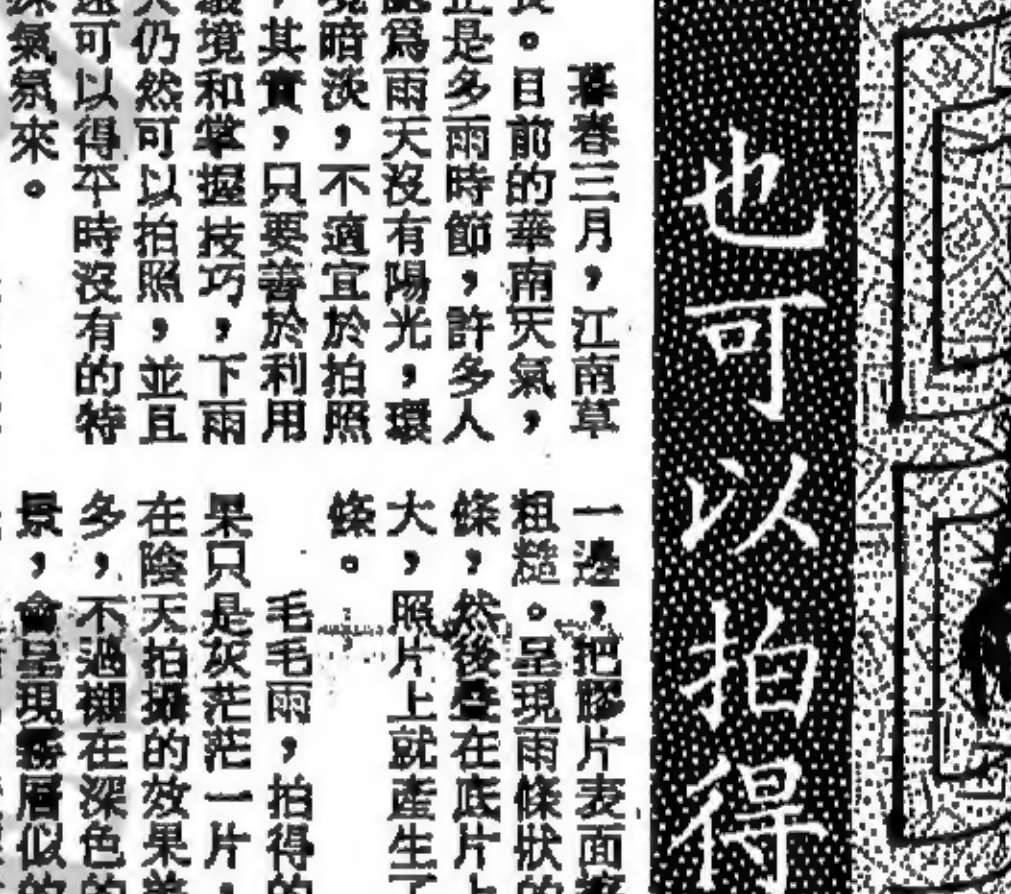 也可以拍得
暮春三月，江南草
長。目前的華南天氣，
正是多雨時節，許多人
認爲雨天沒有陽光，環
境暗淡，不適宜於拍照
，其實，只要善於利用
環境和掌握技巧，下雨
天仍然可以拍照，並且
還可以得平時沒有的特
殊氣氛來。
一邊，把膠片表面
粗糙。呈現雨條狀的
條，然後疊在底片上
大，照片上就產生了
條。
毛毛雨，拍得的
果只是灰茫茫一片，
在陰天拍攝的效果差
多，不過襯在深色的
景，會呈現霧層似的